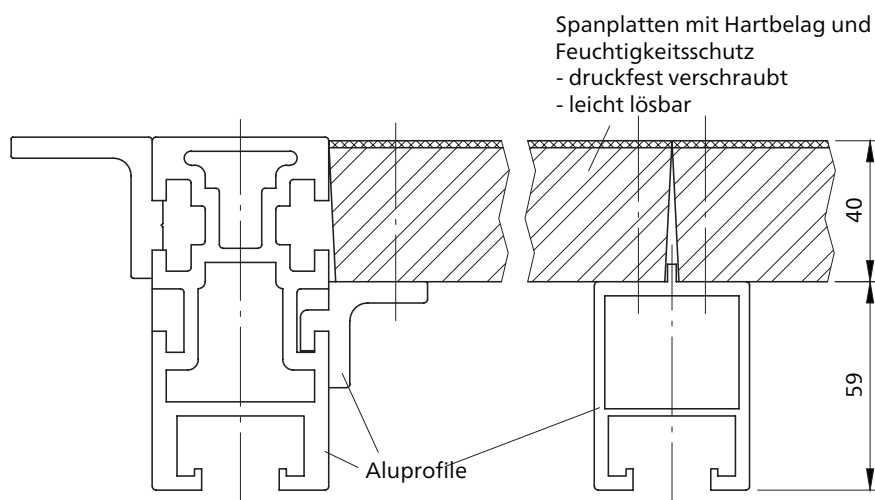 Spanplatten mit Hartbelag und
Feuchtigkeitsschutz
- druckfest verschraubt
- leicht lösbar
40
59
Aluprofile